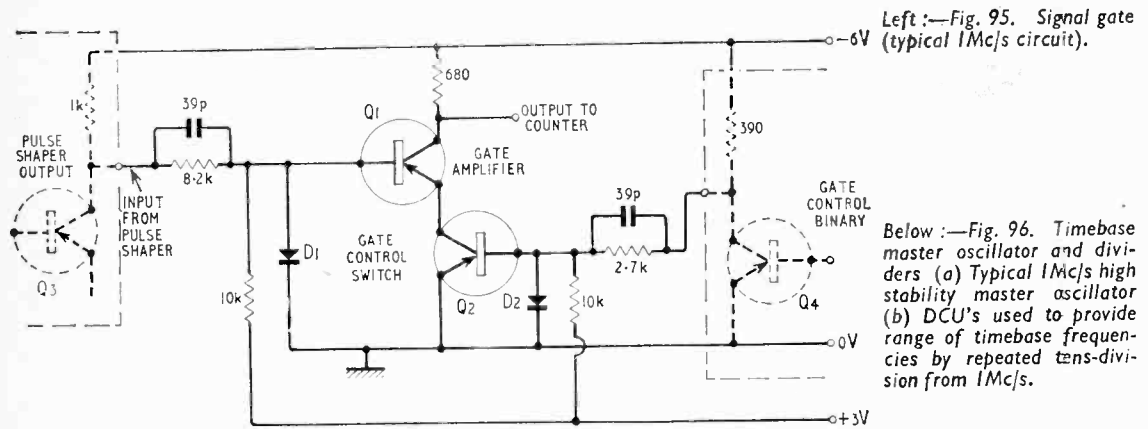 Left :—Fig. 95. Signal gate
(typical 1Mc/s circuit).
−6V
1k
39p
680
Q1
OUTPUT TO
COUNTER
390
PULSE
SHAPER
OUTPUT
8·2k
GATE
AMPLIFIER
39p
GATE
CONTROL
BINARY
INPUT
FROM
PULSE
SHAPER
D1
GATE
CONTROL
SWITCH
2·7k
Q3
10k
Q2
D2
10k
Q4
0V
+3V
Below :—Fig. 96. Timebase
master oscillator and divi-
ders (a) Typical 1Mc/s high
stability master oscillator
(b) DCU's used to provide
range of timebase frequen-
cies by repeated tens-divi-
sion from 1Mc/s.